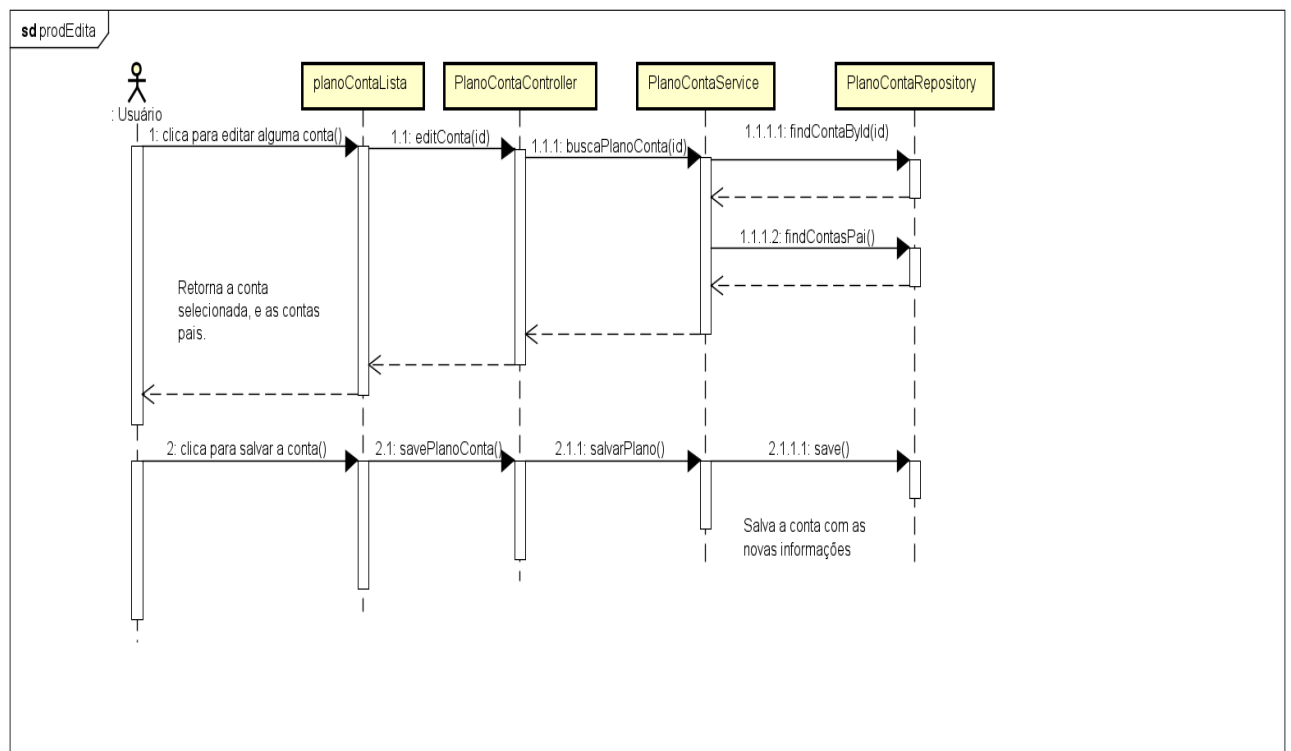 sd prodEdita
planoContaLista
PlanoContaController
PlanoContaService
PlanoContaRepository
: Usuário
1: clica para editar alguma conta()
1.1: editConta(id)
1.1.1: buscaPlanoConta(id)
1.1.1.1: findContaById(id)
1.1.1.2: findContasPai()
Retorna a conta
selecionada, e as contas
pais.
2: clica para salvar a conta()
2.1: savePlanoConta()
2.1.1: salvarPlano()
2.1.1.1: save()
Salva a conta com as
novas informações